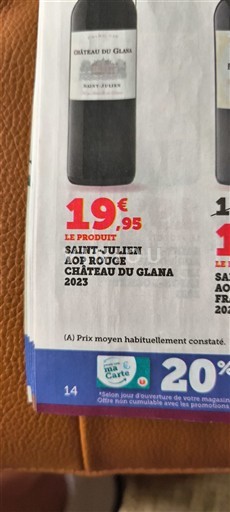 CHÂTEAU DU GLANA
SAINT-JULIEN
19€,95
LE PRODUIT
SAINT-JULIEN
AOP ROUGE
CHÂTEAU DU GLANA
2023
(A) Prix moyen habituellement constaté.
14
ma
Carte
U
20%
*Selon jour d'ouverture de votre magasin
Offre non cumulable avec les promotions